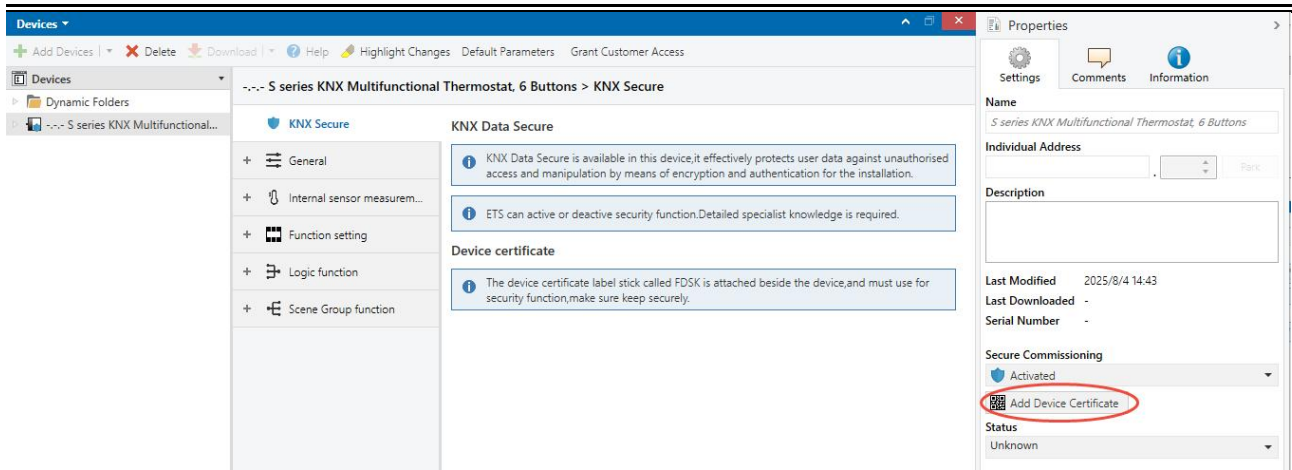 Devices
Add Devices Delete Download Help Highlight Changes Default Parameters Grant Customer Access
Devices
Dynamic Folders
-.-.- S series KNX Multifunctional...
-.-.- S series KNX Multifunctional Thermostat, 6 Buttons > KNX Secure
KNX Secure
General
Internal sensor measurem...
Function setting
Logic function
Scene Group function
KNX Data Secure
KNX Data Secure is available in this device,it effectively protects user data against unauthorised
access and manipulation by means of encryption and authentication for the installation.
ETS can active or deactive security function.Detailed specialist knowledge is required.
Device certificate
The device certificate label stick called FDSK is attached beside the device,and must use for
security function,make sure keep securely.
Properties
Settings Comments Information
Name
S series KNX Multifunctional Thermostat, 6 Buttons
Individual Address
. Park
Description
Last Modified 2025/8/4 14:43
Last Downloaded -
Serial Number -
Secure Commissioning
Activated
Add Device Certificate
Status
Unknown